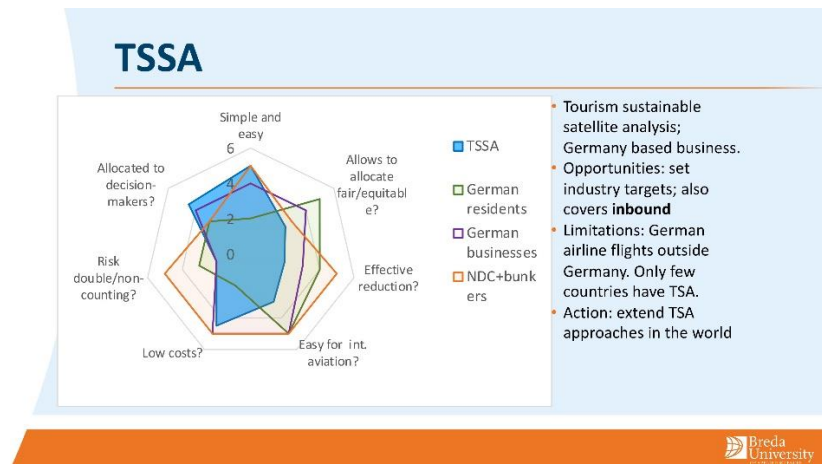 TSSA
Simple and
easy
6
4
2
0
Allows to
allocate
fair/equitabl
e?
Effective
reduction?
Easy for int.
aviation?
Low costs?
Risk
double/non-
counting?
Allocated to
decision-
makers?
TSSA
German
residents
German
businesses
NDC+bunk
ers
• Tourism sustainable
satellite analysis;
Germany based business.
• Opportunities: set
industry targets; also
covers inbound
• Limitations: German
airline flights outside
Germany. Only few
countries have TSA.
• Action: extend TSA
approaches in the world
Breda
University